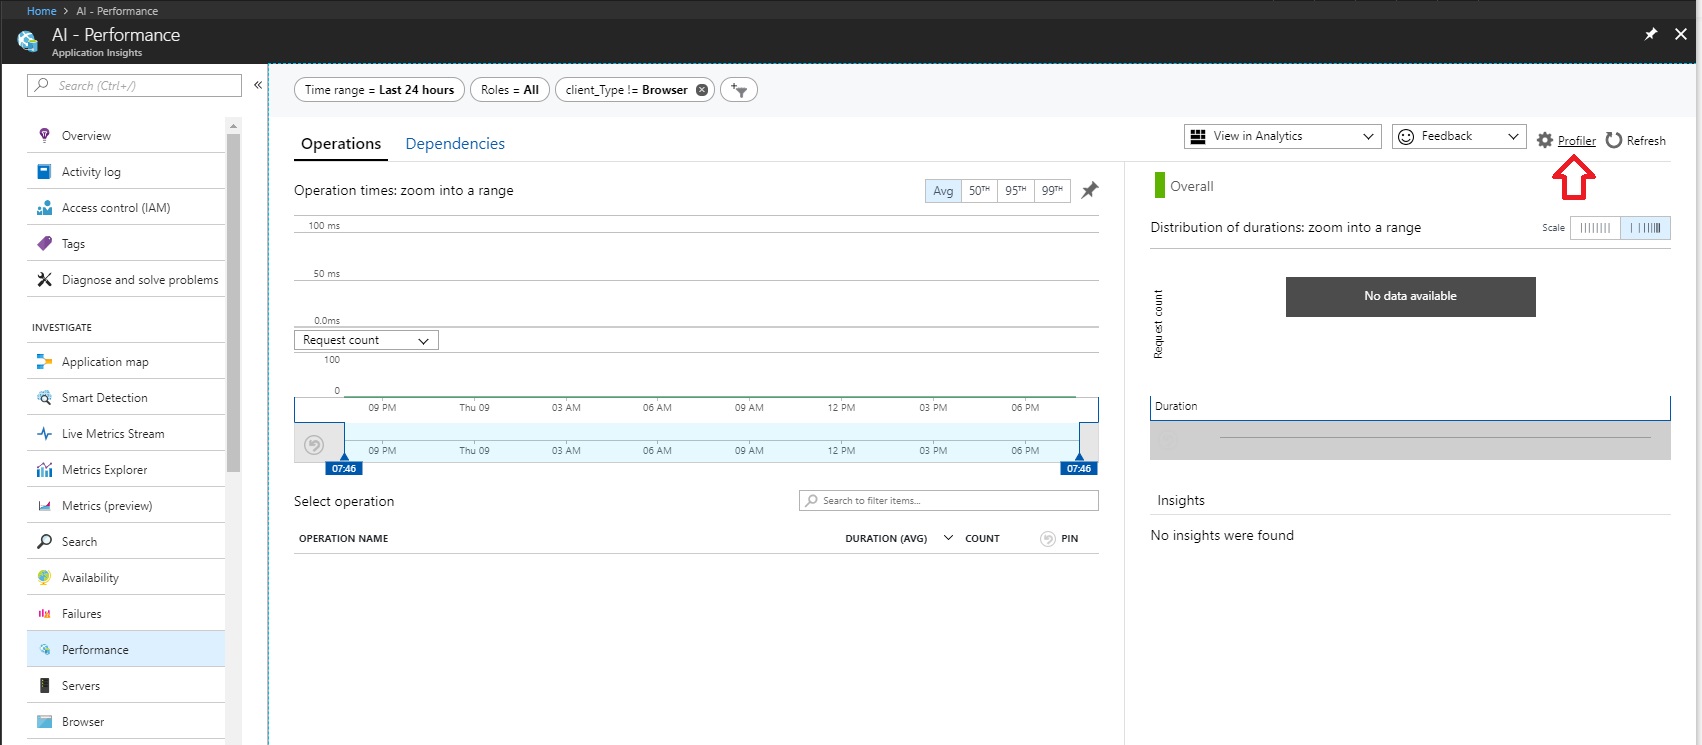 Home > AI - Performance
AI - Performance
Application Insights
Search (Ctrl+/)
«
Overview
Activity log
Access control (IAM)
Tags
Diagnose and solve problems
INVESTIGATE
Application map
Smart Detection
Live Metrics Stream
Metrics Explorer
Metrics (preview)
Search
Availability
Failures
Performance
Servers
Browser
Time range = Last 24 hours
Roles = All
client_Type != Browser
Operations
Dependencies
View in Analytics
Feedback
Profiler
Refresh
Operation times: zoom into a range
Avg
50TH
95TH
99TH
100 ms
50 ms
0.0ms
Request count
100
0
09 PM Thu 09 03 AM 06 AM 09 AM 12 PM 03 PM 06 PM
09 PM Thu 09 03 AM 06 AM 09 AM 12 PM 03 PM 06 PM
07:46 07:46
Select operation
Search to filter items...
OPERATION NAME DURATION (AVG) COUNT PIN
Overall
Distribution of durations: zoom into a range
Scale
Request count
No data available
Duration
Insights
No insights were found